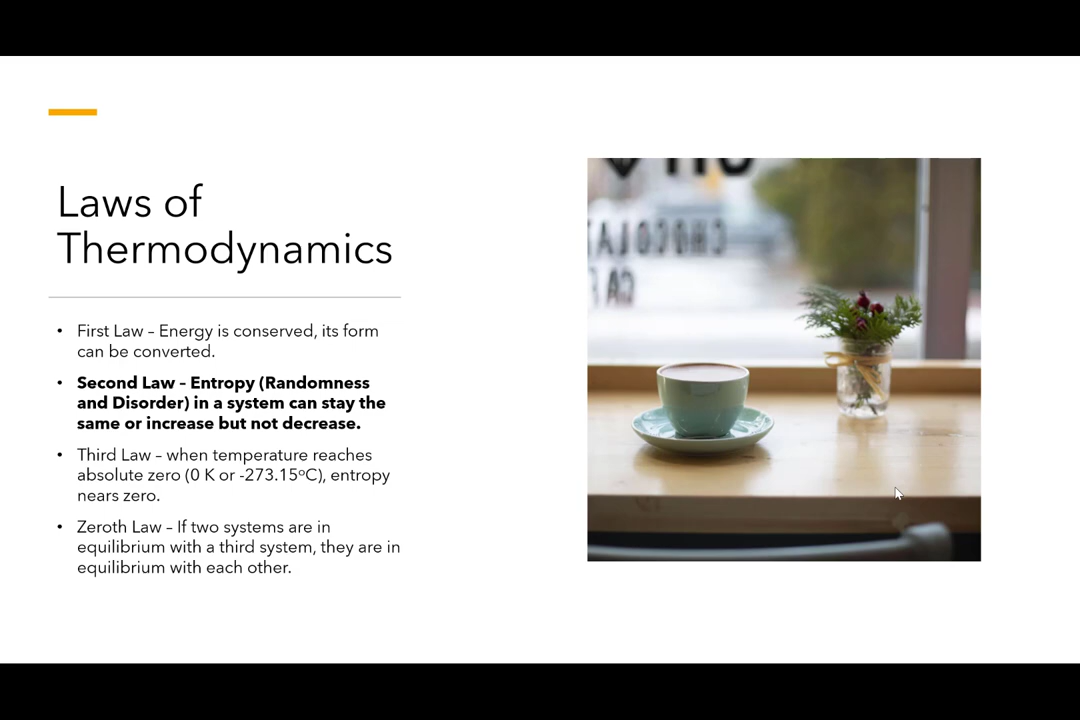 Laws of
Thermodynamics
• First Law – Energy is conserved, its form
can be converted.
• Second Law – Entropy (Randomness
and Disorder) in a system can stay the
same or increase but not decrease.
• Third Law – when temperature reaches
absolute zero (0 K or -273.15°C), entropy
nears zero.
• Zeroth Law – If two systems are in
equilibrium with a third system, they are in
equilibrium with each other.